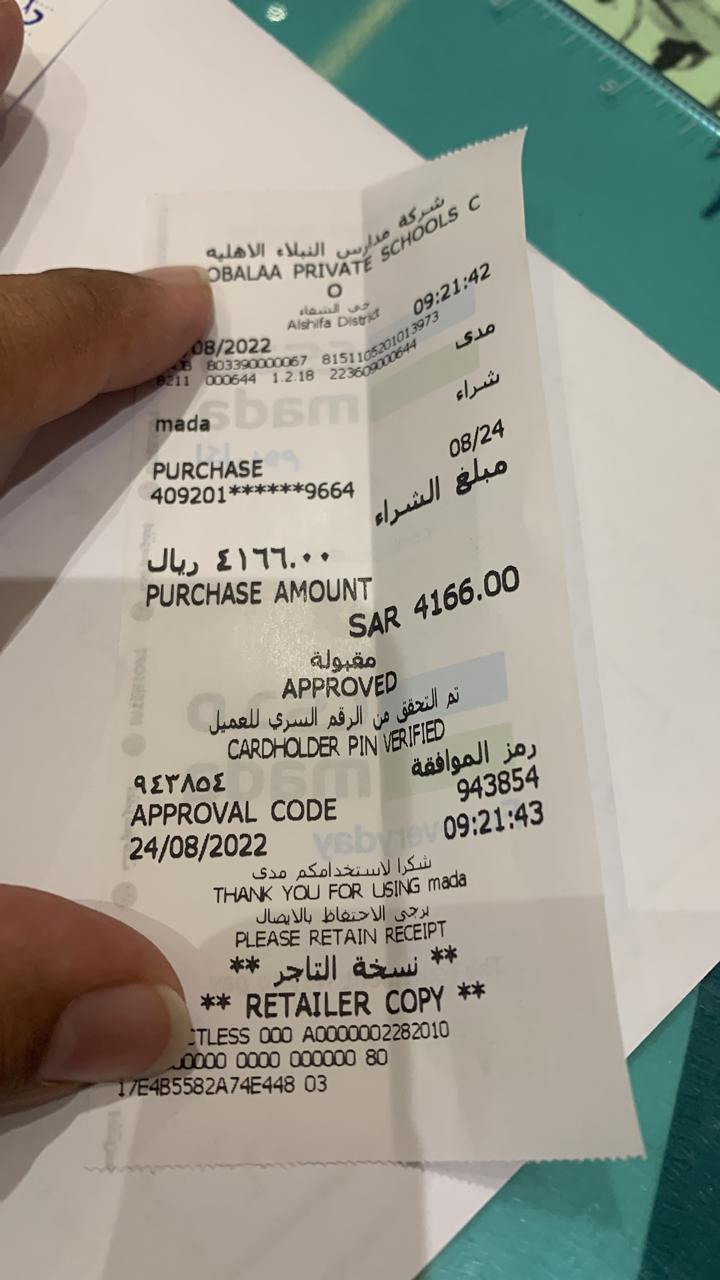 شركة مدارس النبلاء الاهليه
OBALAA PRIVATE SCHOOLS C
O
حي الشفاء
Alshifa District
08/2022 09:21:42
803390000067 8151105201013973
8211 000644 1.2.18 223609000644
mada مدى
PURCHASE شراء
409201******9664 08/24
مبلغ الشراء
٤١٦٦.٠٠ ريال
PURCHASE AMOUNT
SAR 4166.00
مقبولة
APPROVED
تم التحقق من الرقم السري للعميل
CARDHOLDER PIN VERIFIED
٩٤٣٨٥٤ رمز الموافقة
APPROVAL CODE 943854
24/08/2022 09:21:43
شكرا لاستخدامكم مدى
THANK YOU FOR USING mada
يرجى الاحتفاظ بالايصال
PLEASE RETAIN RECEIPT
** نسخة التاجر **
** RETAILER COPY **
CTLESS 000 A0000002282010
00000 0000 000000 80
17E4B5582A74E448 03